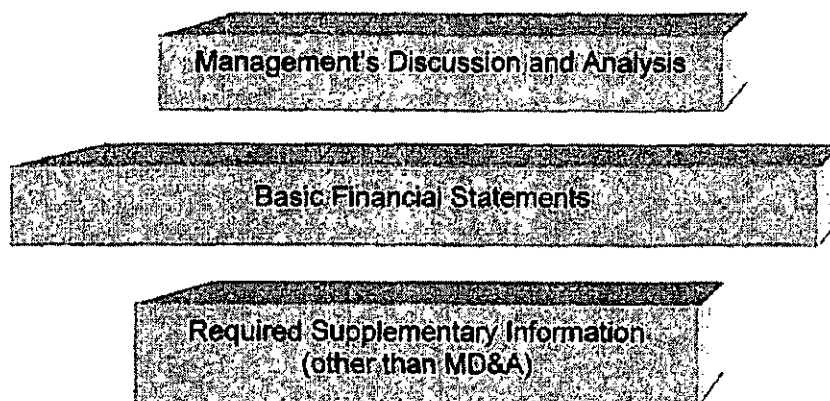 Management's Discussion and Analysis
Basic Financial Statements
Required Supplementary Information
(other than MD&A)